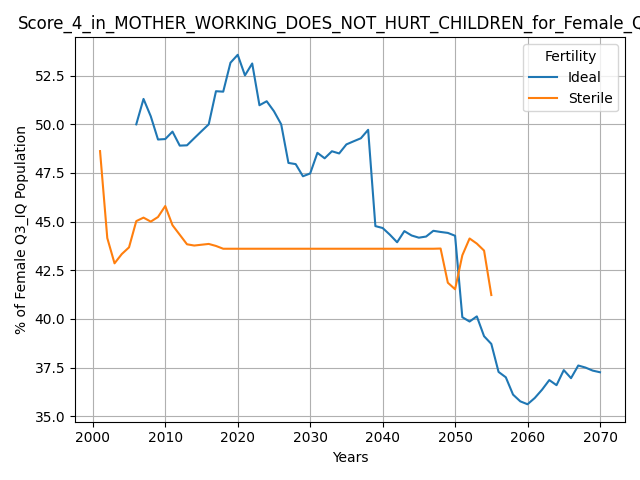 Score_4_in_MOTHER_WORKING_DOES_NOT_HURT_CHILDREN_for_Female_Q
Fertility
Ideal
Sterile
52.5
50.0
47.5
45.0
42.5
40.0
37.5
35.0
% of Female Q3_IQ Population
2000 2010 2020 2030 2040 2050 2060 2070
Years